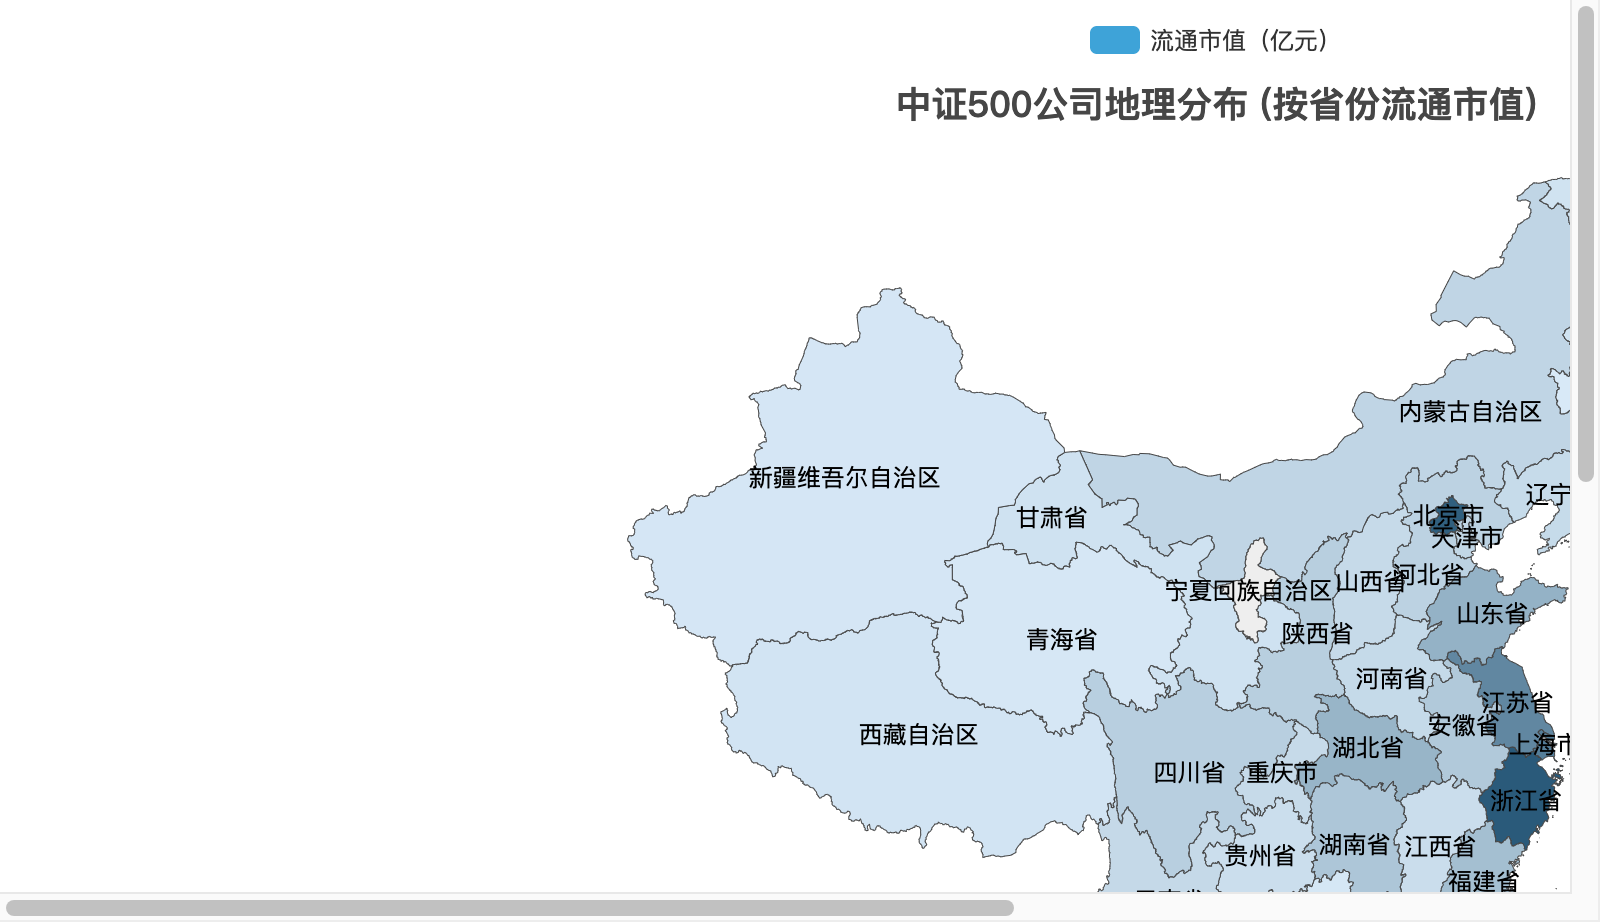 流通市值（亿元）
中证500公司地理分布 (按省份流通市值)
内蒙古自治区
新疆维吾尔自治区
辽宁
甘肃省
北京市
天津市
河北省
宁夏回族自治区
山西省
山东省
陕西省
青海省
河南省
江苏省
安徽省
西藏自治区
上海市
湖北省
四川省
重庆市
浙江省
湖南省
江西省
贵州省
福建省